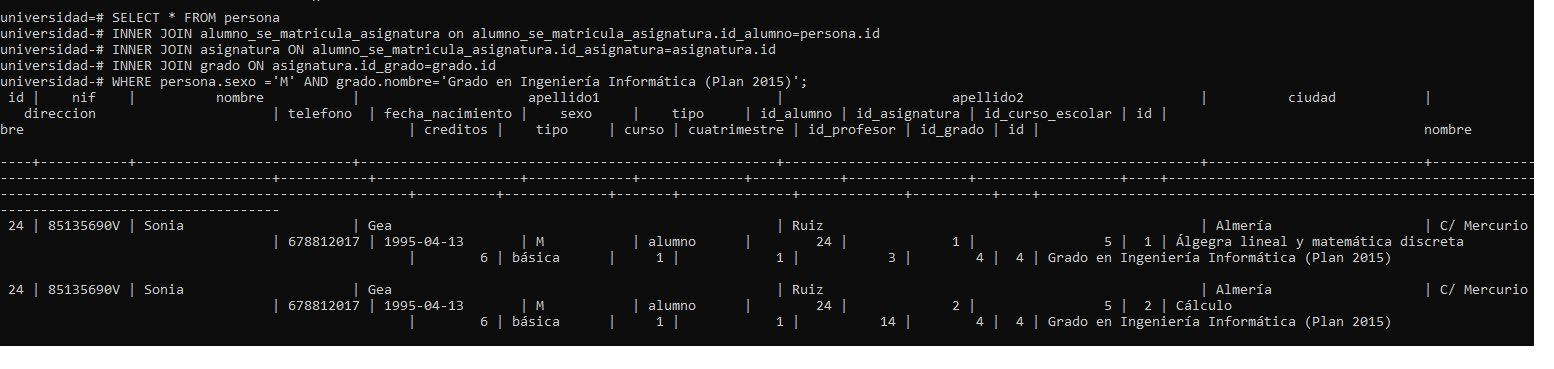 universidad=# SELECT * FROM persona
universidad-# INNER JOIN alumno_se_matricula_asignatura on alumno_se_matricula_asignatura.id_alumno=persona.id
universidad-# INNER JOIN asignatura ON alumno_se_matricula_asignatura.id_asignatura=asignatura.id
universidad-# INNER JOIN grado ON asignatura.id_grado=grado.id
universidad-# WHERE persona.sexo ='M' AND grado.nombre='Grado en Ingeniería Informática (Plan 2015)';
id | nif | nombre | apellido1 | apellido2 | ciudad |
direccion | telefono | fecha_nacimiento | sexo | tipo | id_alumno | id_asignatura | id_curso_escolar | id |
bre | creditos | tipo | curso | cuatrimestre | id_profesor | id_grado | id | nombre
24 | 85135690V | Sonia | Gea | Ruiz | Almería | C/ Mercurio
| 678812017 | 1995-04-13 | M | alumno | 24 | 1 | 5 | 1 | Álgegra lineal y matemática discreta
| 6 | básica | 1 | 1 | 3 | 4 | 4 | Grado en Ingeniería Informática (Plan 2015)
24 | 85135690V | Sonia | Gea | Ruiz | Almería | C/ Mercurio
| 678812017 | 1995-04-13 | M | alumno | 24 | 2 | 5 | 2 | Cálculo
| 6 | básica | 1 | 1 | 14 | 4 | 4 | Grado en Ingeniería Informática (Plan 2015)